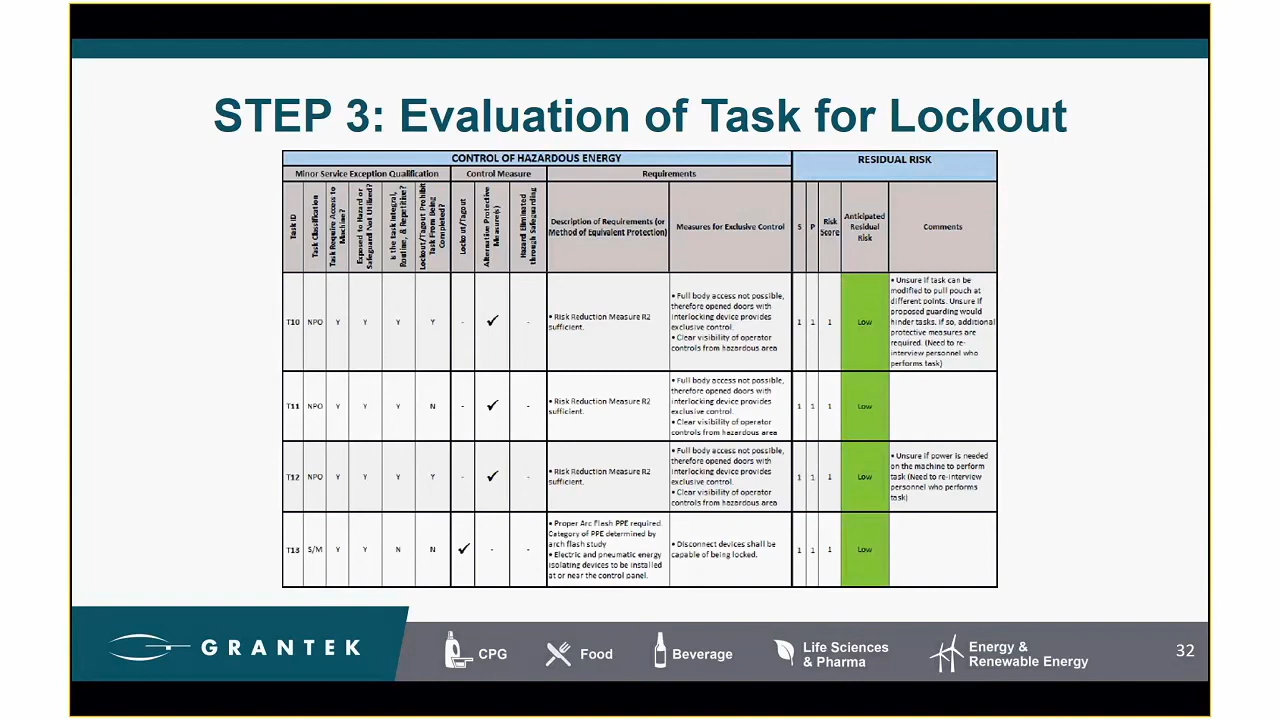 STEP 3: Evaluation of Task for Lockout
CONTROL OF HAZARDOUS ENERGY
RESIDUAL RISK
Minor Service Exception Qualification
Control Measure
Requirements
Task ID
Task Classification
Task Require Access to
Machine?
Exposed to Hazard or
Safeguard Not Utilized?
Is the task Integral,
Routine, & Repetitive?
Lockout/Tagout Prohibit
Task From Being
Completed?
Lockout/Tagout
Alternative Protective
Measure(s)
Hazard Eliminated
through Safeguarding
Description of Requirements (or
Method of Equivalent Protection)
Measures for Exclusive Control
S
P
Risk
Score
Anticipated
Residual
Risk
Comments
T10
NPO
Y
Y
Y
Y
-
✓
-
• Risk Reduction Measure R2
sufficient.
• Full body access not possible,
therefore opened doors with
interlocking device provides
exclusive control.
• Clear visibility of operator
controls from hazardous area
1
1
1
Low
• Unsure if task can be
modified to pull pouch at
different points. Unsure if
proposed guarding would
hinder tasks, if so, additional
protective measures are
required. (Need to re-
interview personnel who
performs task)
T11
NPO
Y
Y
Y
N
-
✓
-
• Risk Reduction Measure R2
sufficient.
• Full body access not possible,
therefore opened doors with
interlocking device provides
exclusive control.
• Clear visibility of operator
controls from hazardous area
1
1
1
Low
T12
NPO
Y
Y
Y
Y
-
✓
-
• Risk Reduction Measure R2
sufficient.
• Full body access not possible,
therefore opened doors with
interlocking device provides
exclusive control.
• Clear visibility of operator
controls from hazardous area
1
1
1
Low
• Unsure if power is needed
on the machine to perform
task (Need to re-interview
personnel who performs
task)
T13
S/M
Y
Y
N
N
✓
-
-
• Proper Arc Flash PPE required.
Category of PPE determined by
arch flash study
• Electric and pneumatic energy
isolating devices to be installed
at or near the control panel.
• Disconnect devices shall be
capable of being locked.
1
1
1
Low
GRANTEK
CPG
Food
Beverage
Life Sciences
& Pharma
Energy &
Renewable Energy
32